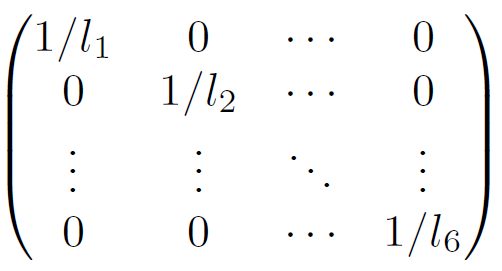 1/l₁ 0 ⋯ 0
0 1/l₂ ⋯ 0
⋮ ⋮ ⋱ ⋮
0 0 ⋯ 1/l₆